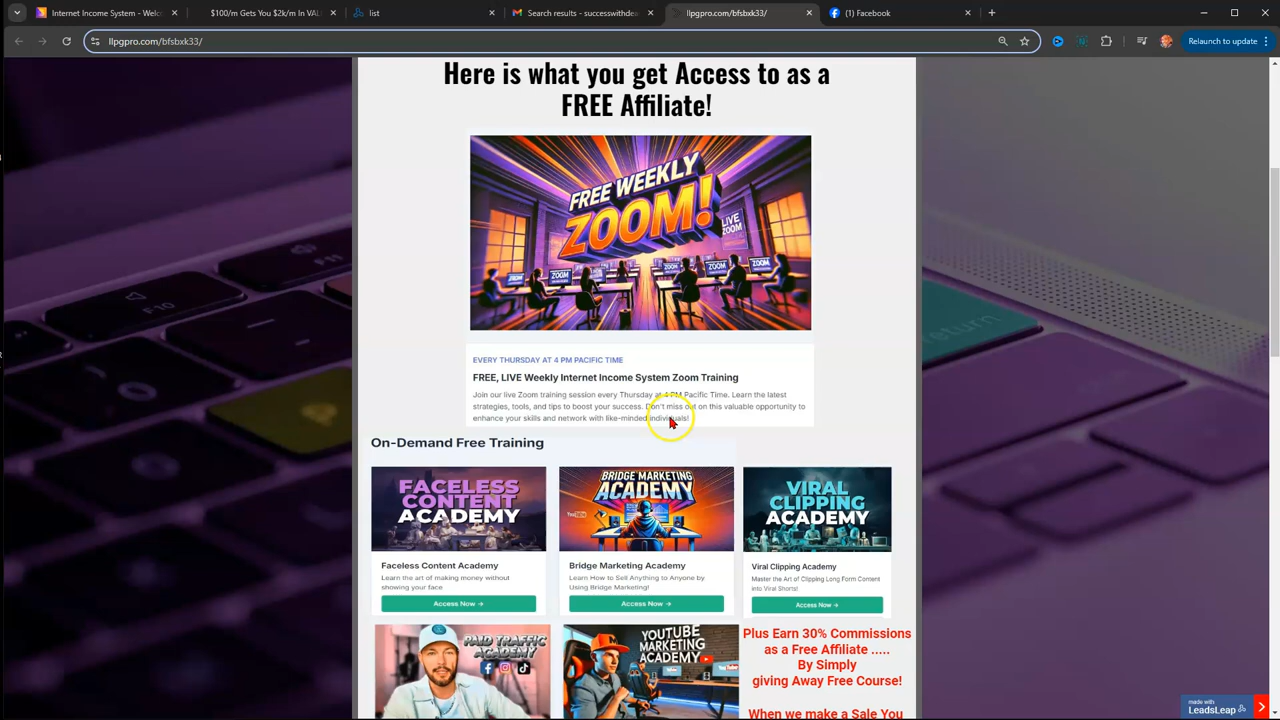 Internet Income System - Welc
$100/m Gets You $2k/m In VAL
list
Search results - successwithdes
llpgpro.com/bfsbxk33/
(1) Facebook
llpgpro.com/bfsbxk33/
Relaunch to update
Here is what you get Access to as a
FREE Affiliate!
FREE WEEKLY
ZOOM!
LIVE
ZOOM
ZOOM
ZOOM
ZOOM
ZOOM
ZOOM
EVERY THURSDAY AT 4 PM PACIFIC TIME
FREE, LIVE Weekly Internet Income System Zoom Training
Join our live Zoom training session every Thursday at 4 PM Pacific Time. Learn the latest
strategies, tools, and tips to boost your success. Don't miss out on this valuable opportunity to
enhance your skills and network with like-minded individuals!
On-Demand Free Training
FACELESS
CONTENT
ACADEMY
BRIDGE MARKETING
ACADEMY
VIRAL
CLIPPING
ACADEMY
Faceless Content Academy
Learn the art of making money without
showing your face
Access Now →
Bridge Marketing Academy
Learn How to Sell Anything to Anyone by
Using Bridge Marketing!
Access Now →
Viral Clipping Academy
Master the Art of Clipping Long Form Content
into Viral Shorts!
Access Now →
PAID TRAFFIC
ACADEMY
YOUTUBE
MARKETING
ACADEMY
Plus Earn 30% Commissions
as a Free Affiliate .....
By Simply
giving Away Free Course!
When we make a Sale You
made with
LeadsLeap